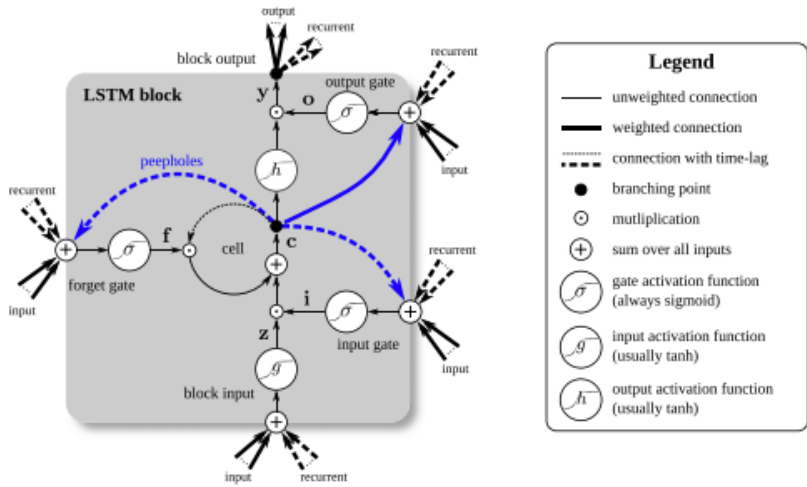 output
recurrent
block output
LSTM block
y
o
output gate
σ
recurrent
input
h
peepholes
recurrent
f
σ
forget gate
input
cell
c
recurrent
i
σ
input gate
input
z
g
block input
input
recurrent
Legend
unweighted connection
weighted connection
connection with time-lag
branching point
mutliplication
sum over all inputs
σ
gate activation function
(always sigmoid)
g
input activation function
(usually tanh)
h
output activation function
(usually tanh)